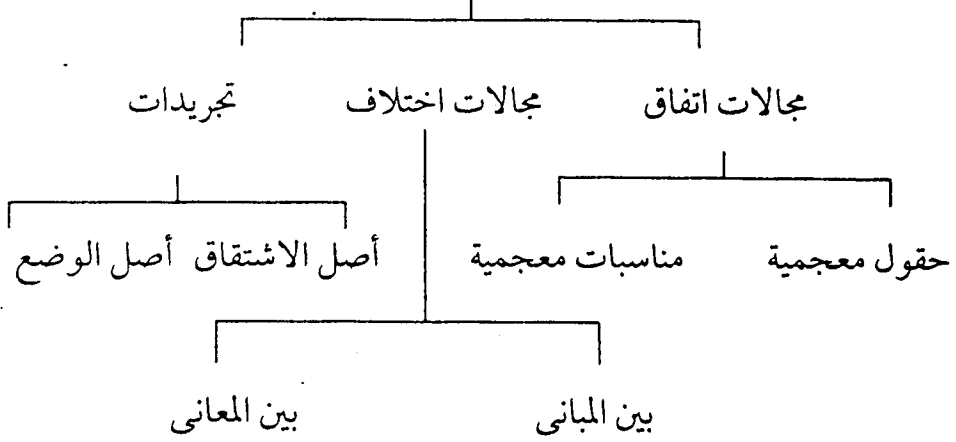 مجالات اتفاق مجالات اختلاف تجريدات
حقول معجمية مناسبات معجمية أصل الاشتقاق أصل الوضع
بين المبانى بين المعانى